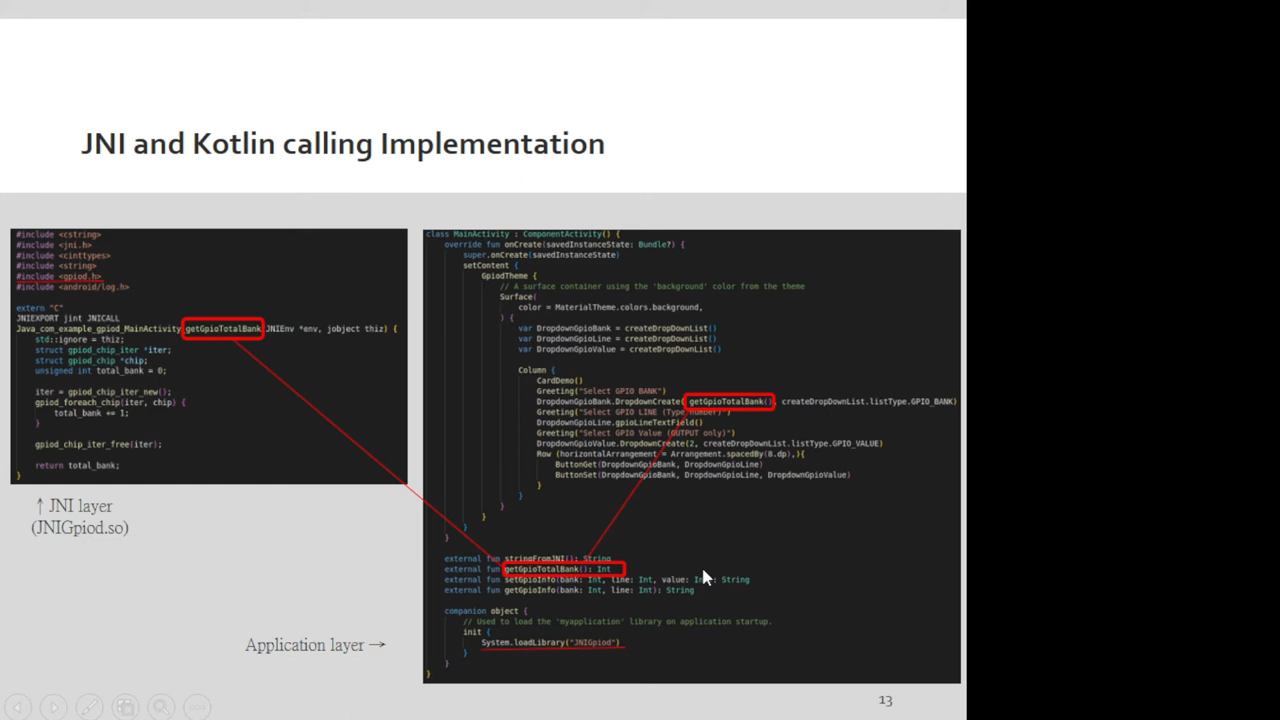 JNI and Kotlin calling Implementation
#include <cstring>
#include <jni.h>
#include <cinttypes>
#include <string>
#include <gpiod.h>
#include <android/log.h>
extern "C"
JNIEXPORT jint JNICALL
Java_com_example_gpiod_MainActivity getGpioTotalBank JNIEnv *env, jobject thiz) {
std::ignore = thiz;
struct gpiod_chip_iter *iter;
struct gpiod_chip *chip;
unsigned int total_bank = 0;
iter = gpiod_chip_iter_new();
gpiod_foreach_chip(iter, chip) {
total_bank += 1;
}
gpiod_chip_iter_free(iter);
return total_bank;
}
↑ JNI layer
(JNIGpiod.so)
class MainActivity : ComponentActivity() {
override fun onCreate(savedInstanceState: Bundle?) {
super.onCreate(savedInstanceState)
setContent {
GpiodTheme {
// A surface container using the 'background' color from the theme
Surface(
color = MaterialTheme.colors.background,
) {
var DropdownGpioBank = createDropDownList()
var DropdownGpioLine = createDropDownList()
var DropdownGpioValue = createDropDownList()
Column {
CardDemo()
Greeting("Select GPIO BANK")
DropdownGpioBank.DropdownCreate( getGpioTotalBank(), createDropDownList.listType.GPIO_BANK)
Greeting("Select GPIO LINE (Type number)")
DropdownGpioLine.gpioLineTextField()
Greeting("Select GPIO Value (OUTPUT only)")
DropdownGpioValue.DropdownCreate(2, createDropDownList.listType.GPIO_VALUE)
Row (horizontalArrangement = Arrangement.spacedBy(8.dp),){
ButtonGet(DropdownGpioBank, DropdownGpioLine)
ButtonSet(DropdownGpioBank, DropdownGpioLine, DropdownGpioValue)
}
}
}
}
}
}
external fun stringFromJNI(): String
external fun getGpioTotalBank(): Int
external fun setGpioInfo(bank: Int, line: Int, value: Int): String
external fun getGpioInfo(bank: Int, line: Int): String
companion object {
// Used to load the 'myapplication' library on application startup.
init {
System.loadLibrary("JNIGpiod")
}
}
}
Application layer →
13